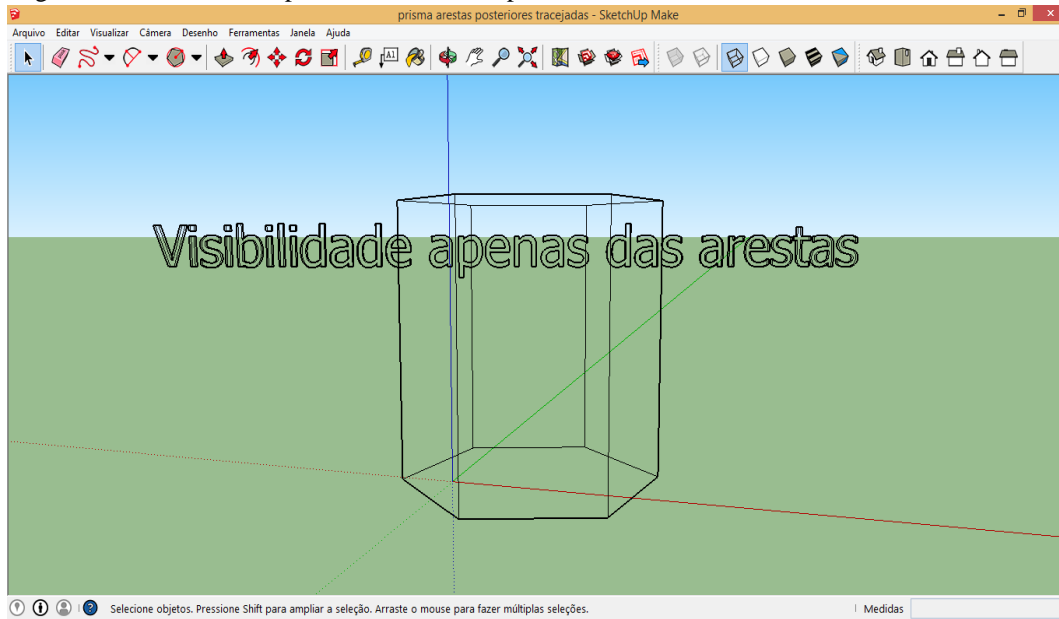 prisma arestas posteriores tracejadas - SketchUp Make
Arquivo Editar Visualizar Câmera Desenho Ferramentas Janela Ajuda
A1
Visibilidade apenas das arestas
Selecione objetos. Pressione Shift para ampliar a seleção. Arraste o mouse para fazer múltiplas seleções.
Medidas